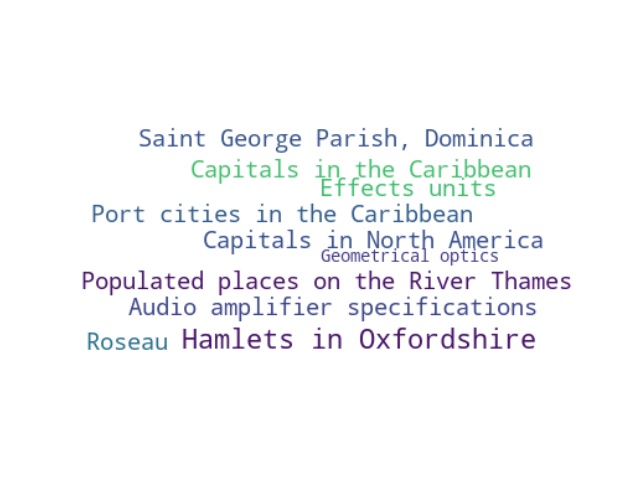 Saint George Parish, Dominica
Capitals in the Caribbean
Effects units
Port cities in the Caribbean
Capitals in North America
Geometrical optics
Populated places on the River Thames
Audio amplifier specifications
Roseau Hamlets in Oxfordshire